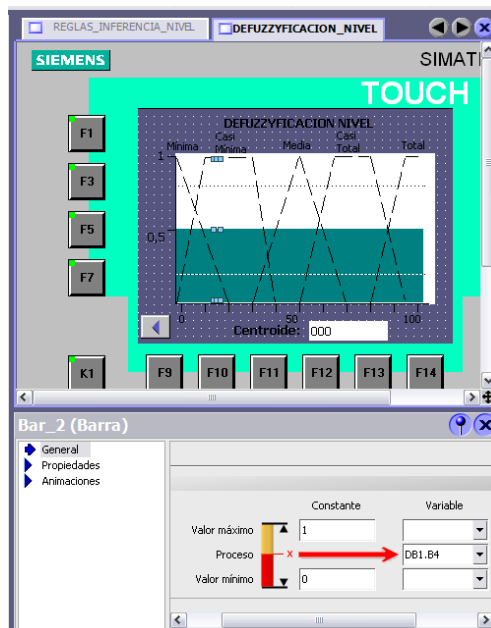 REGLAS_INFERENCIA_NIVEL DEFUZZYFICACION_NIVEL
SIEMENS SIMATI
TOUCH
DEFUZZYFICACION NIVEL
Mínima Casi Mínima Media Casi Total Total
1
0,5
0 50 100
Centroide: 000
F1
F3
F5
F7
K1 F9 F10 F11 F12 F13 F14
Bar_2 (Barra)
General
Propiedades
Animaciones
Constante Variable
Valor máximo 1
Proceso x DB1.B4
Valor mínimo 0